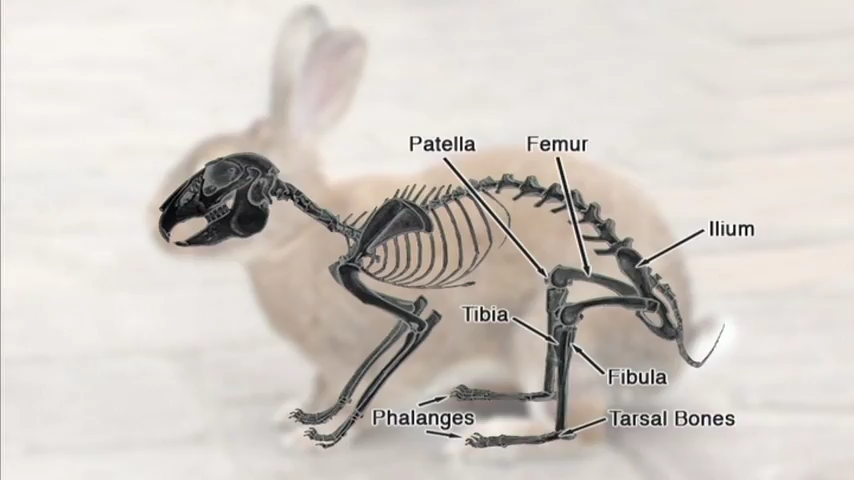 Patella
Femur
Ilium
Tibia
Fibula
Phalanges
Tarsal Bones